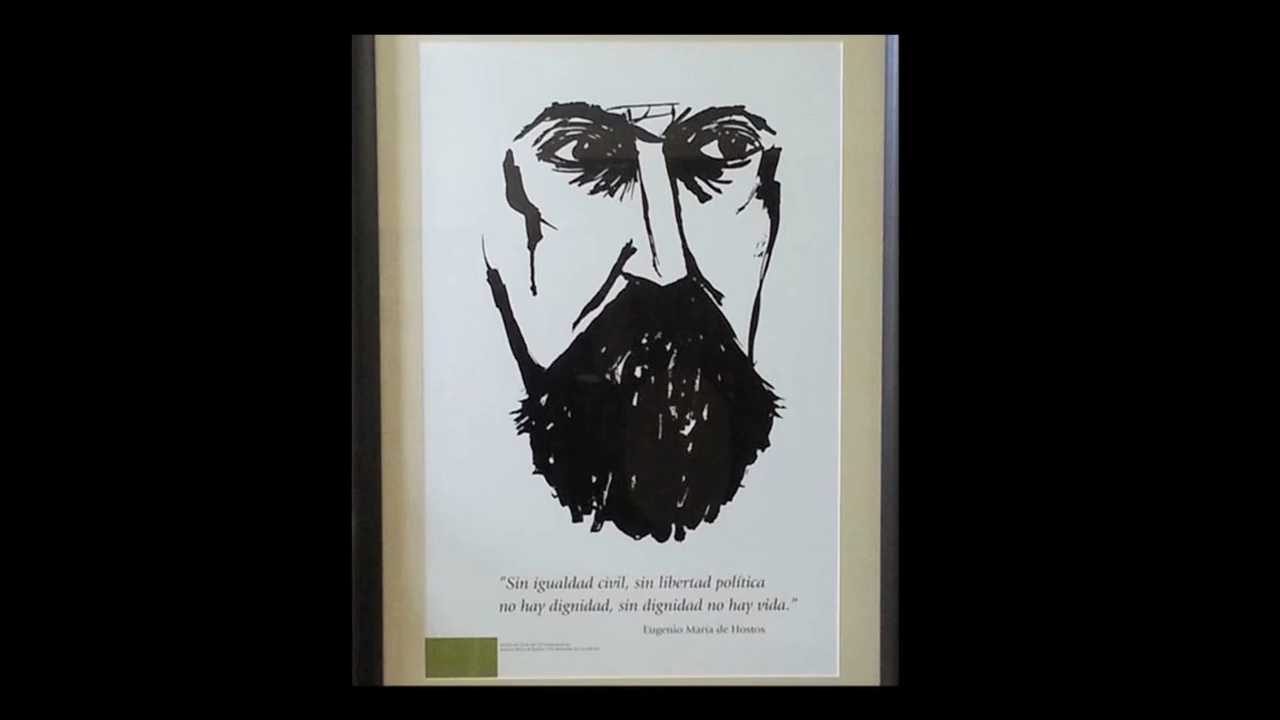 "Sin igualdad civil, sin libertad política
no hay dignidad, sin dignidad no hay vida."
Eugenio María de Hostos